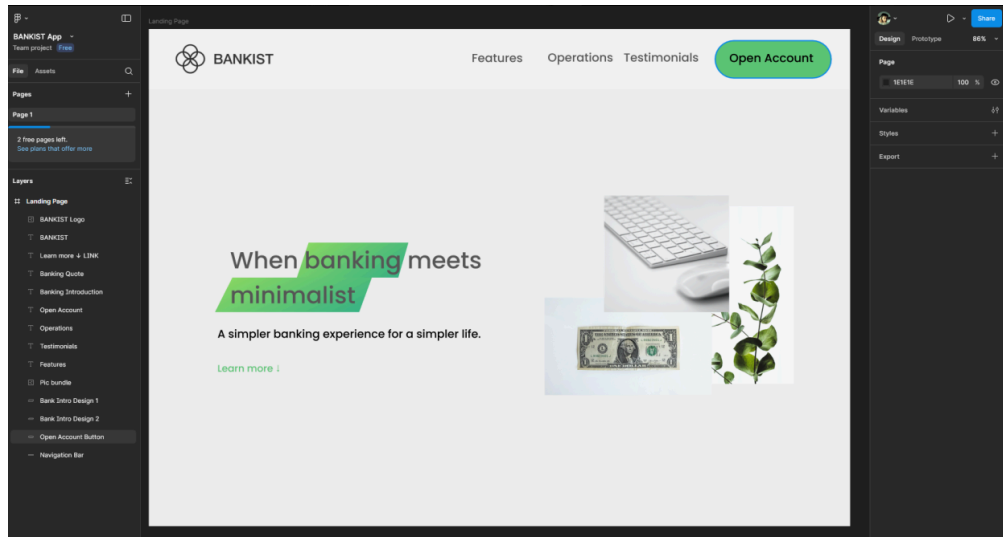 BANKIST App
Team project Free
File Assets
Pages
Page 1
2 free pages left.
See plans that offer more
Layers
Landing Page
BANKIST Logo
BANKIST
Learn more ↓ LINK
Banking Quote
Banking Introduction
Open Account
Operations
Testimonials
Features
Pic bundle
Bank Intro Design 1
Bank Intro Design 2
Open Account Button
Navigation Bar
Landing Page
BANKIST Features Operations Testimonials Open Account
When banking meets
minimalist
A simpler banking experience for a simpler life.
Learn more ↓
ONE DOLLAR
Share
Design Prototype 86%
Page
1E1E1E 100 %
Variables
Styles
Export